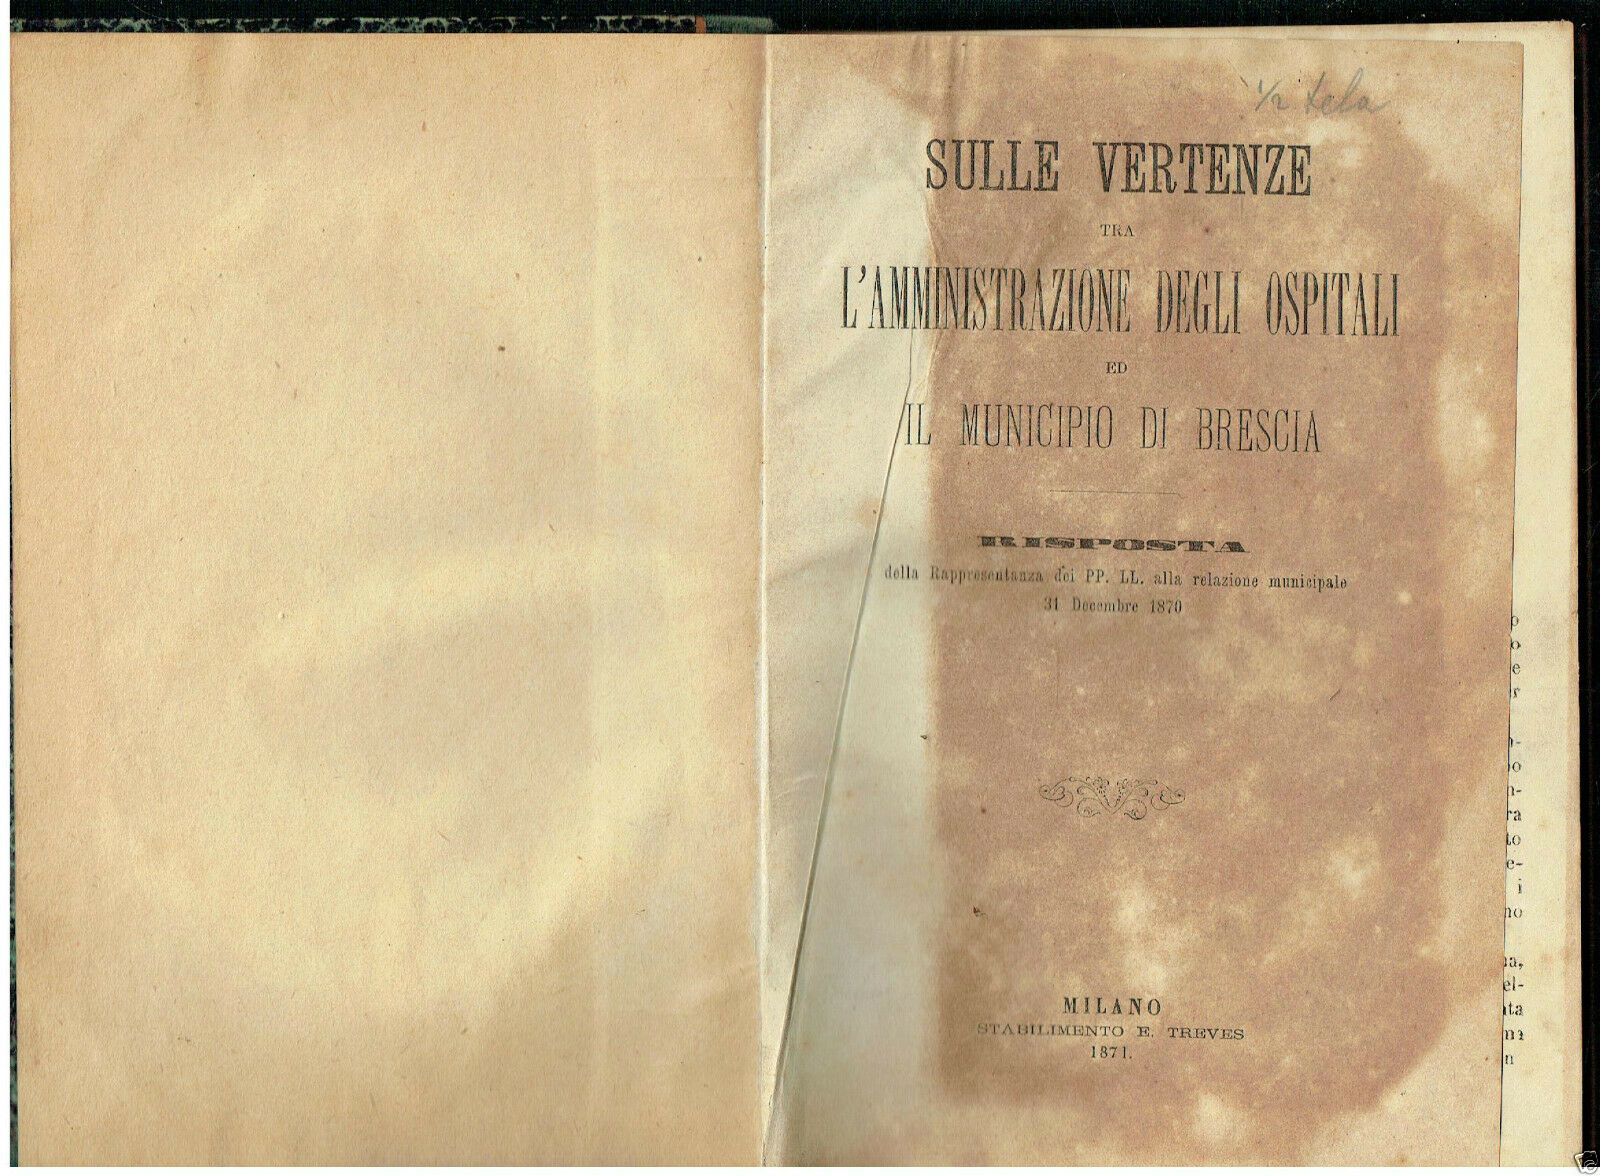 1/2 tela
SULLE VERTENZE
TRA
L'AMMINISTRAZIONE DEGLI OSPITALI
ED
IL MUNICIPIO DI BRESCIA
RISPOSTA
della Rappresentanza dei PP. LL. alla relazione municipale
31 Decembre 1870
MILANO
STABILIMENTO E. TREVES
1871.